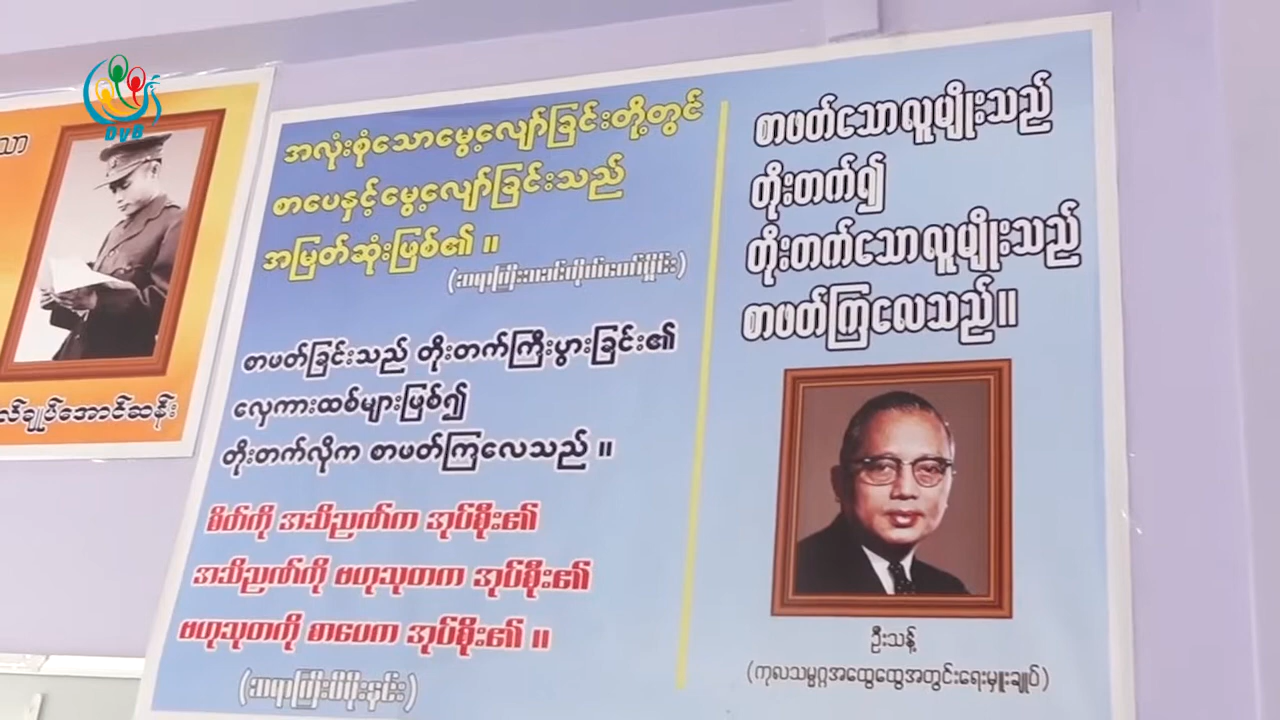 DVB
သော
လ်ချုပ်အောင်ဆန်း
အလုံးစုံသောမွေ့လျော်ခြင်းတို့တွင်
စာပေနှင့်မွေ့လျော်ခြင်းသည်
အမြတ်ဆုံးဖြစ်၏ ။
စာဖတ်ခြင်းသည် တိုးတက်ကြီးပွားခြင်း၏
လှေကားထစ်များဖြစ်၍
တိုးတက်လိုက စာဖတ်ကြလေသည် ။
စိတ်ကို အသိဉာဏ်က အုပ်စိုး၏
အသိဉာဏ်ကို ဗဟုသုတက အုပ်စိုး၏
ဗဟုသုတကို စာပေက အုပ်စိုး၏ ။
စာဖတ်သောလူမျိုးသည်
တိုးတက်၍
တိုးတက်သောလူမျိုးသည်
စာဖတ်ကြလေသည်။
ဦးသန့်
(ကုလသမဂ္ဂအထွေထွေအတွင်းရေးမှူးချုပ်)